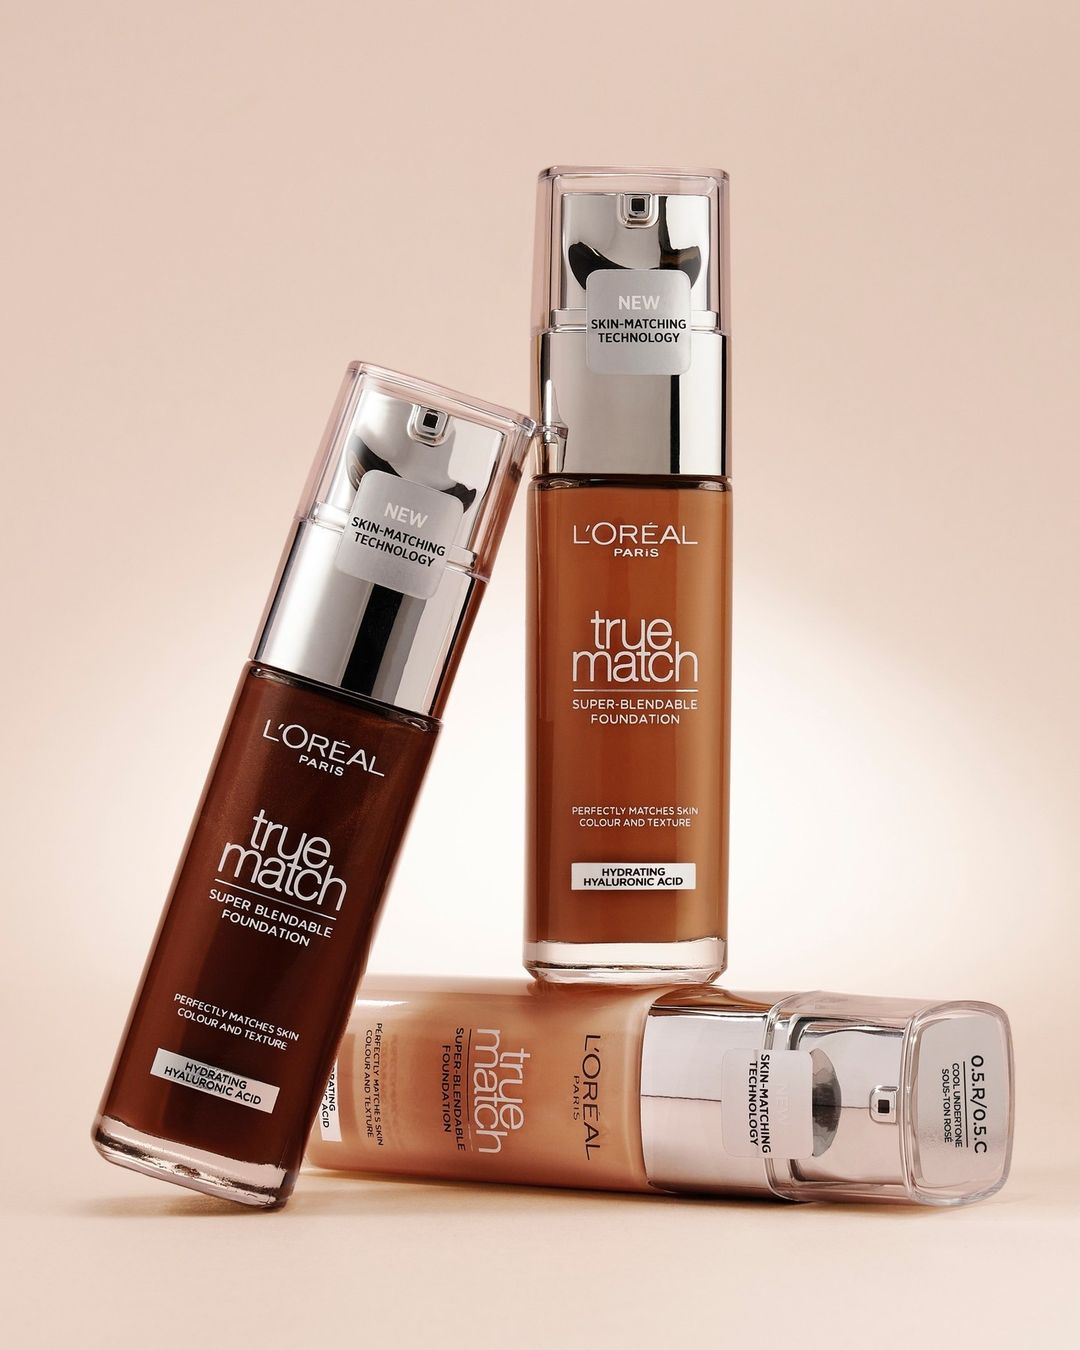 NEW
SKIN-MATCHING
TECHNOLOGY
L'ORÉAL
PARIS
true
match
SUPER-BLENDABLE
FOUNDATION
PERFECTLY MATCHES SKIN
COLOUR AND TEXTURE
HYDRATING
HYALURONIC ACID
NEW
SKIN-MATCHING
TECHNOLOGY
L'ORÉAL
PARIS
true
match
SUPER BLENDABLE
FOUNDATION
PERFECTLY MATCHES SKIN
COLOUR AND TEXTURE
HYDRATING
HYALURONIC ACID
0.5.R/0.5.C
COOL UNDERTONE
SOUS-TON ROSÉ
NEW
SKIN-MATCHING
TECHNOLOGY
L'ORÉAL
PARIS
true
match
SUPER-BLENDABLE
FOUNDATION
PERFECTLY MATCHES SKIN
COLOUR AND TEXTURE
ACID